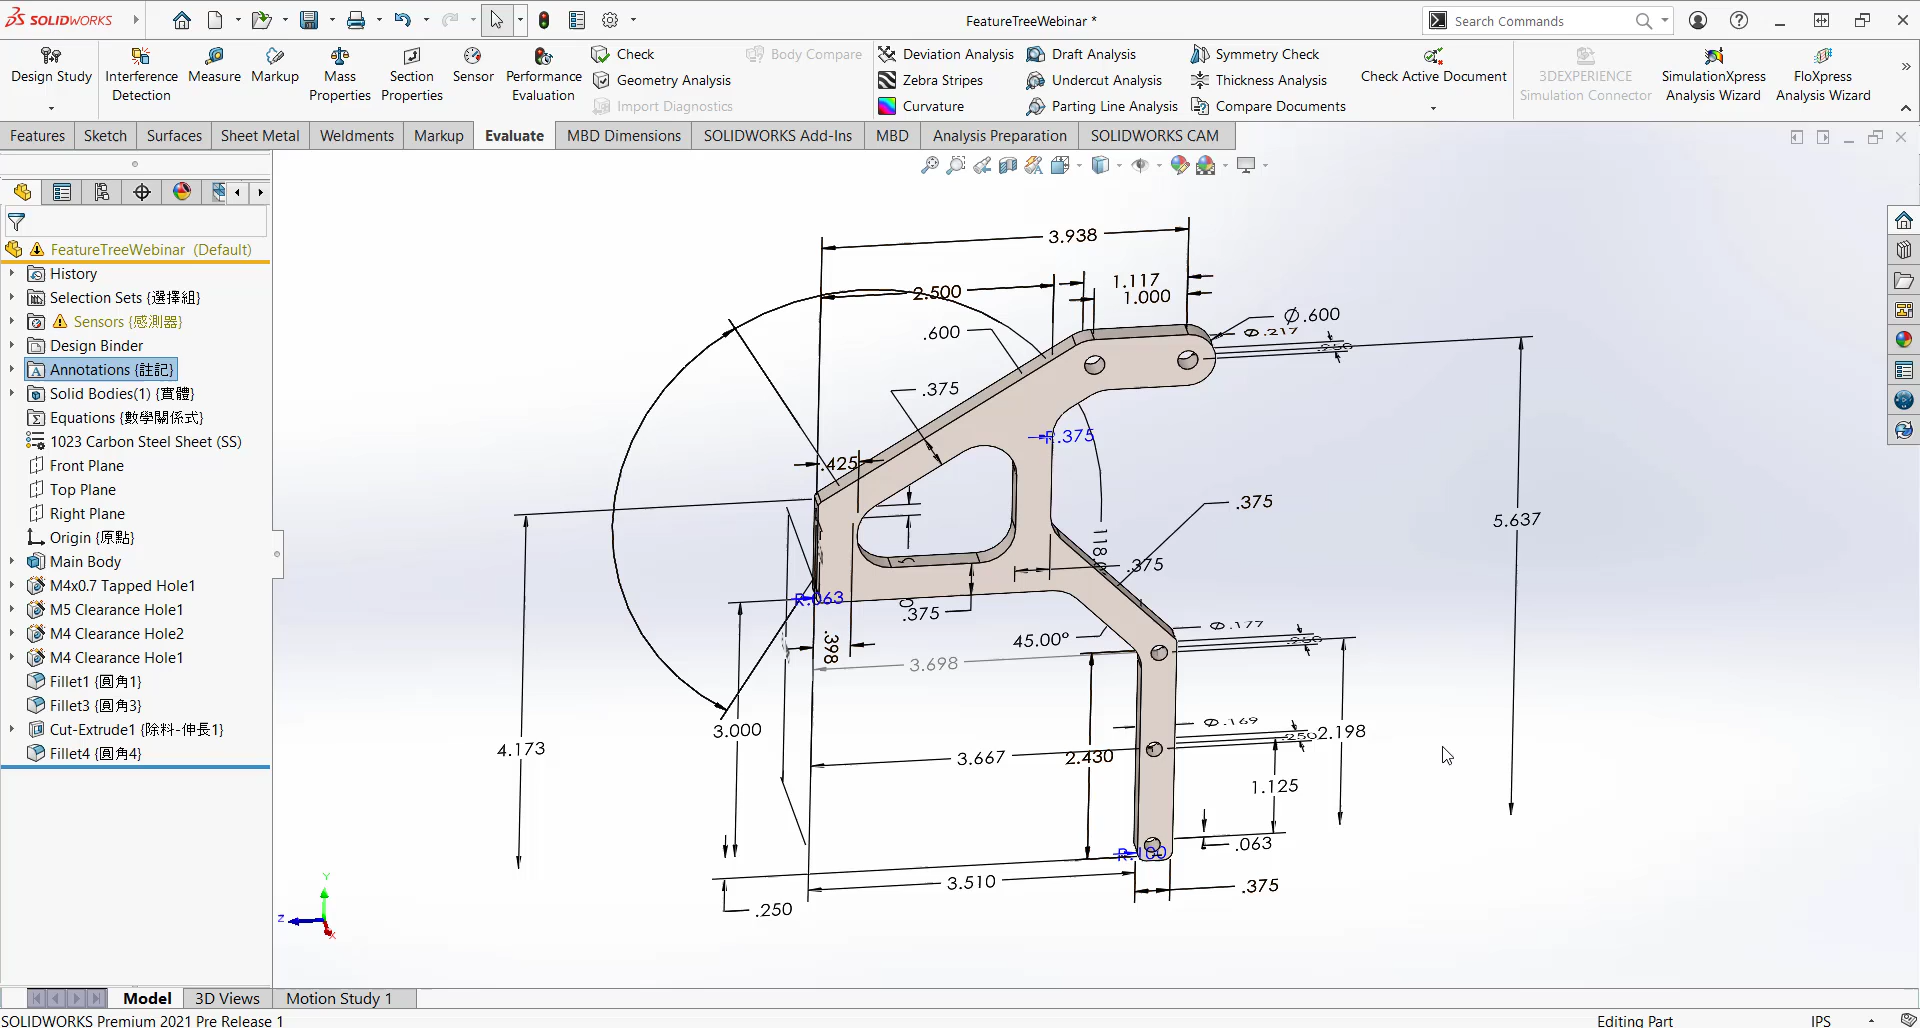 SOLIDWORKS
FeatureTreeWebinar *
Search Commands
Design Study
Interference Detection
Measure
Markup
Mass Properties
Section Properties
Sensor
Performance Evaluation
Check
Geometry Analysis
Import Diagnostics
Body Compare
Deviation Analysis
Zebra Stripes
Curvature
Draft Analysis
Undercut Analysis
Parting Line Analysis
Symmetry Check
Thickness Analysis
Compare Documents
Check Active Document
3DEXPERIENCE Simulation Connector
SimulationXpress Analysis Wizard
FloXpress Analysis Wizard
Features
Sketch
Surfaces
Sheet Metal
Weldments
Markup
Evaluate
MBD Dimensions
SOLIDWORKS Add-Ins
MBD
Analysis Preparation
SOLIDWORKS CAM
FeatureTreeWebinar (Default)
History
Selection Sets {選擇組}
Sensors {感測器}
Design Binder
Annotations {註記}
Solid Bodies(1) {實體}
Equations {數學關係式}
1023 Carbon Steel Sheet (SS)
Front Plane
Top Plane
Right Plane
Origin {原點}
Main Body
M4x0.7 Tapped Hole1
M5 Clearance Hole1
M4 Clearance Hole2
M4 Clearance Hole1
Fillet1 {圓角1}
Fillet3 {圓角3}
Cut-Extrude1 {除料-伸長1}
Fillet4 {圓角4}
3.938
2.500
1.117
1.000
Ø.600
Ø.217
.250
.600
.375
R.375
.425
.375
5.637
118.0
.375
R.063
.375
.398
45.00°
Ø.177
.250
3.698
3.000
4.173
Ø.169
.250
2.198
3.667
2.430
1.125
.063
R.100
3.510
.375
.250
Y
Z
X
Model
3D Views
Motion Study 1
SOLIDWORKS Premium 2021 Pre Release 1
Editing Part
IPS